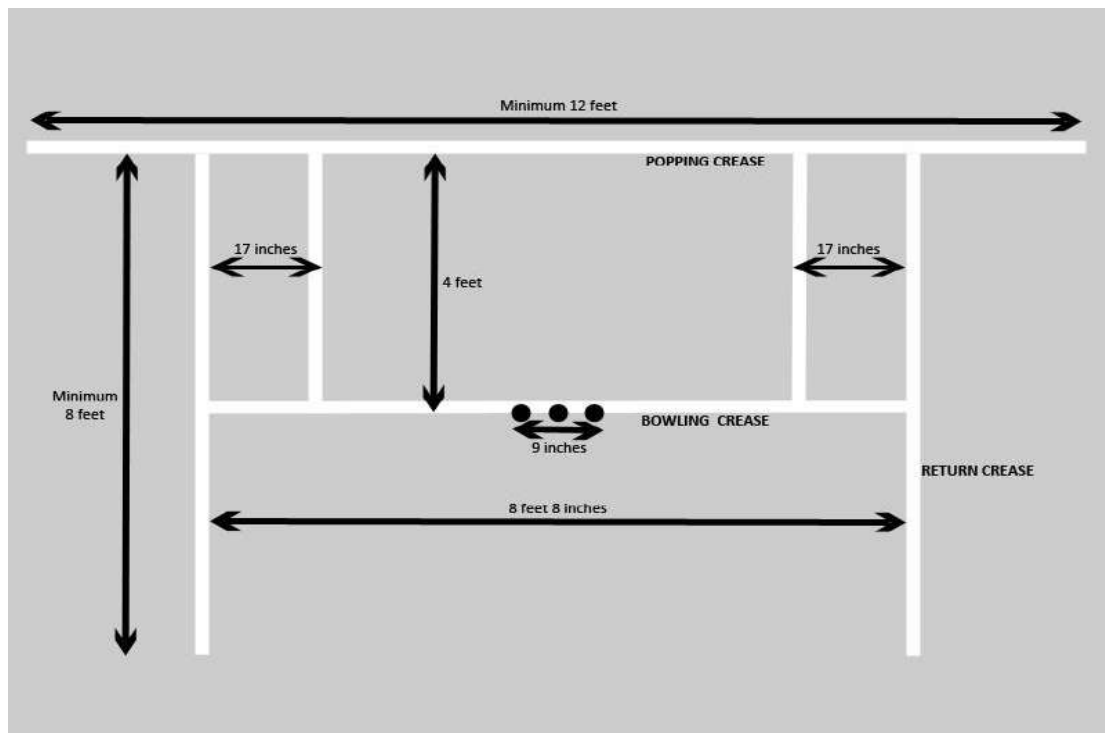 Minimum 12 feet
POPPING CREASE
17 inches
17 inches
4 feet
Minimum
8 feet
BOWLING CREASE
9 inches
RETURN CREASE
8 feet 8 inches